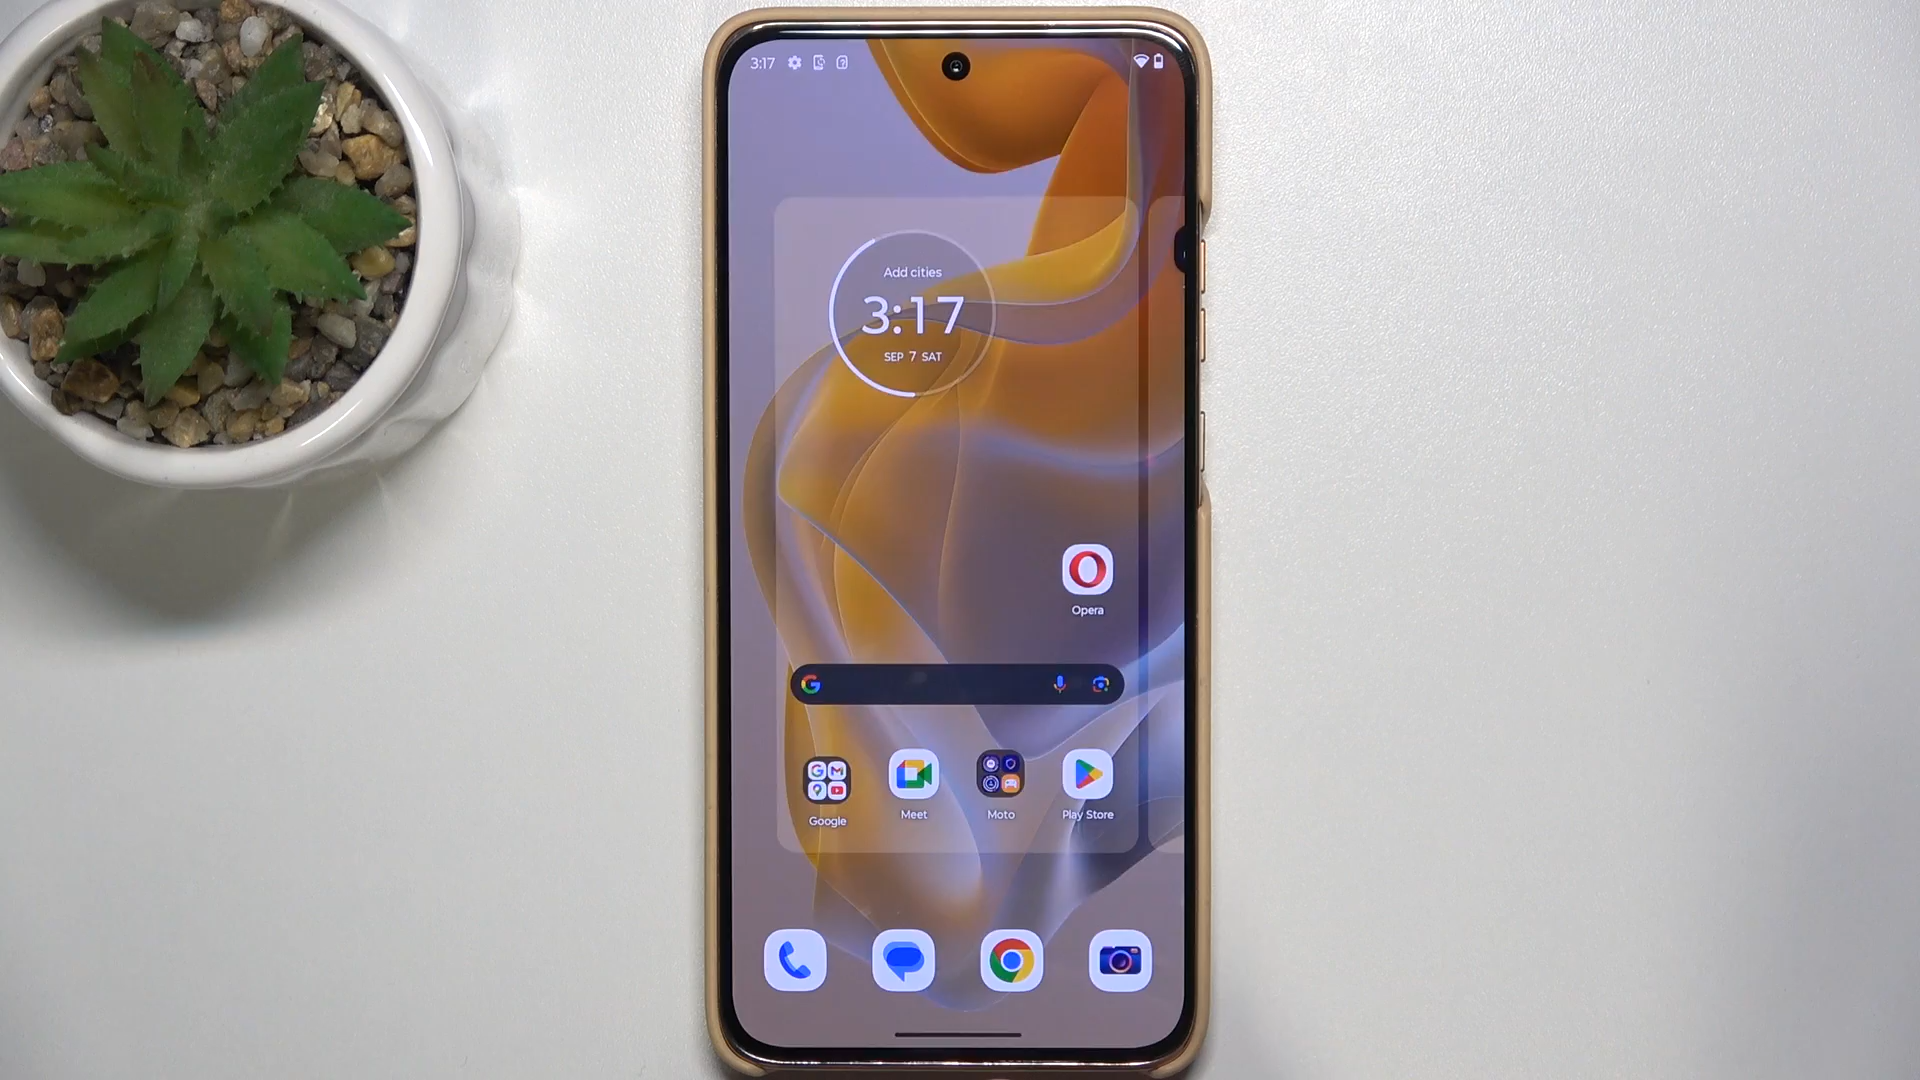 3:17
Add cities
3:17
SEP 7 SAT
Opera
Google
Meet
Moto
Play Store